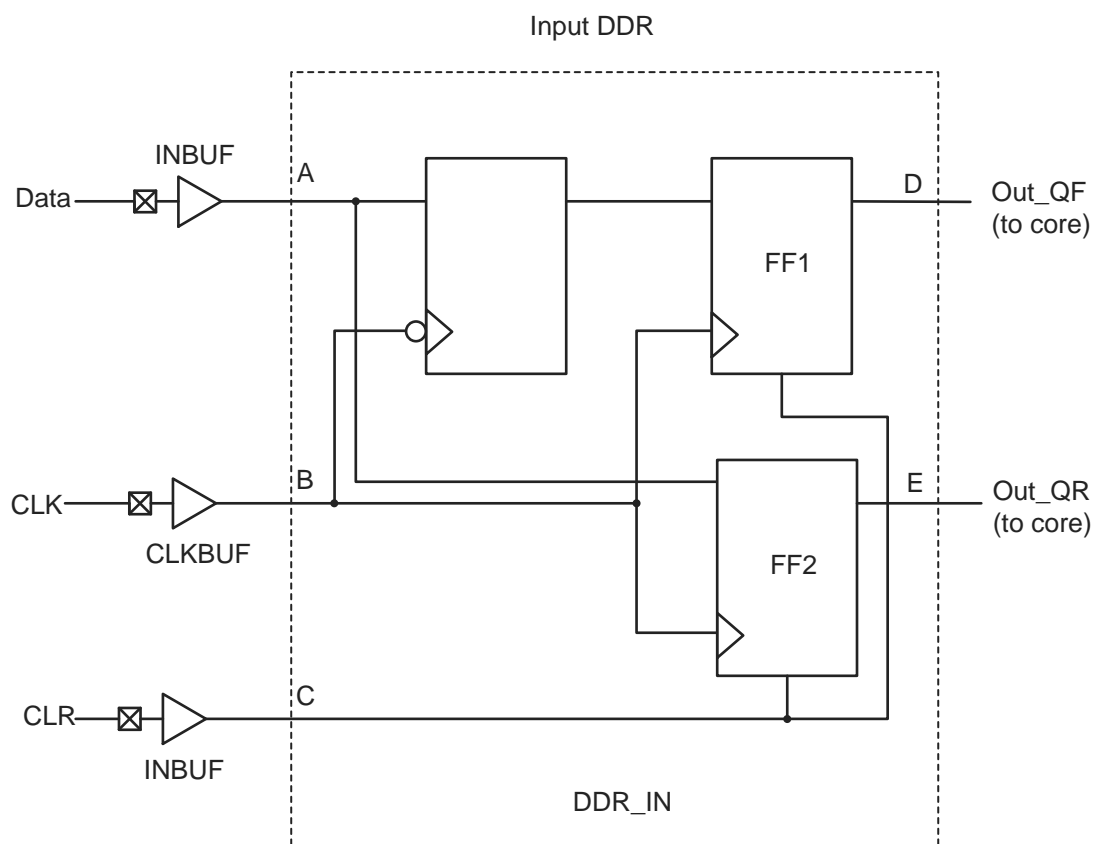 Input DDR
INBUF
A
D
Data
Out_QF
(to core)
FF1
B
E
CLK
Out_QR
(to core)
CLKBUF
FF2
C
CLR
INBUF
DDR_IN